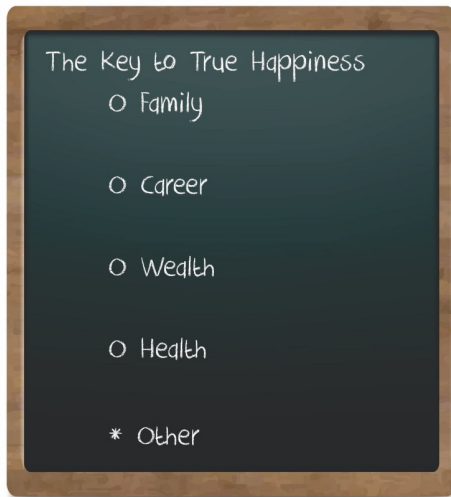 The Key to True Happiness
O Family
O Career
O Wealth
O Health
* Other